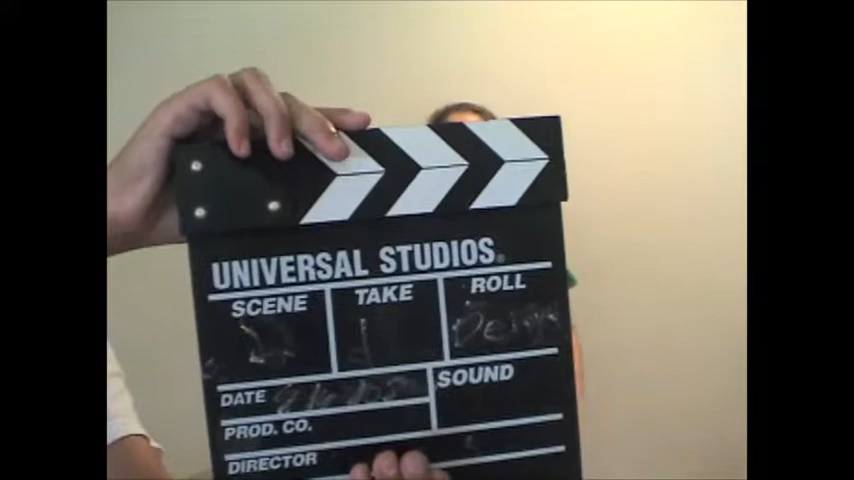 UNIVERSAL STUDIOS®
SCENE TAKE ROLL
DATE
SOUND
PROD. CO.
DIRECTOR